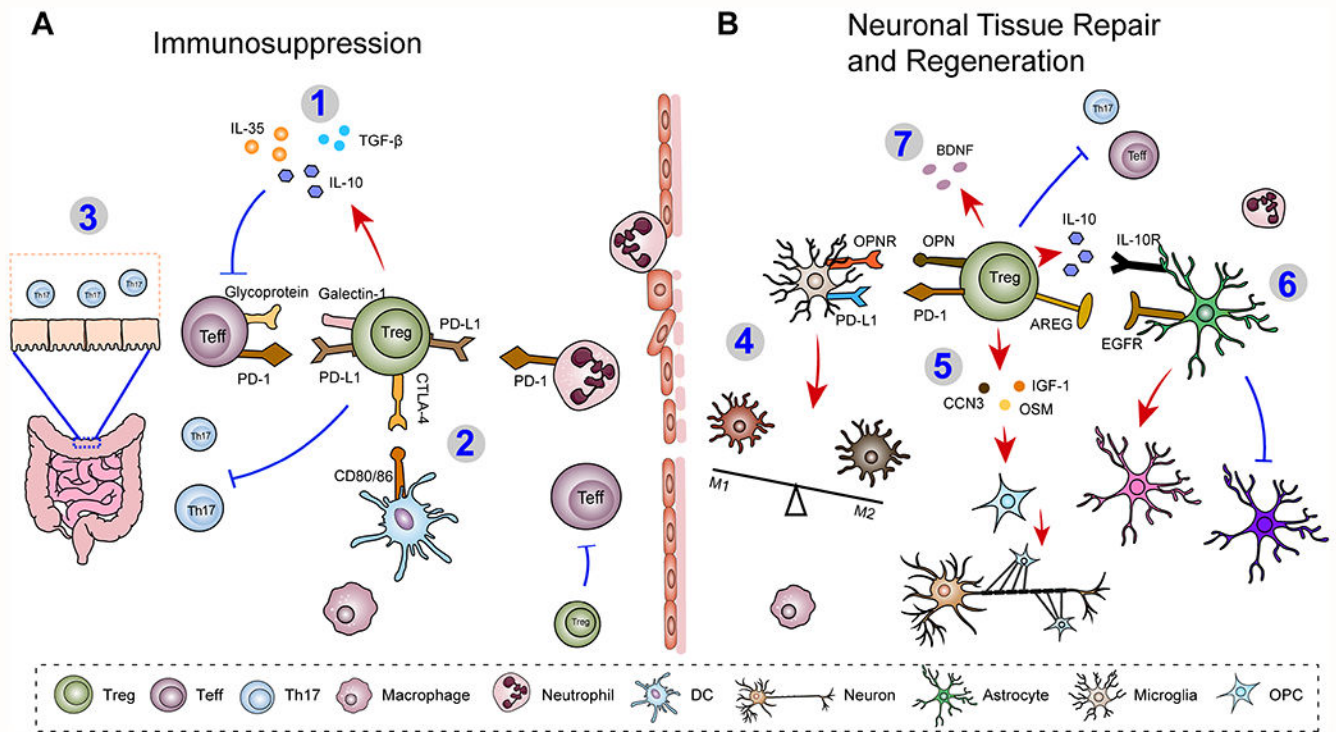 A
Immunosuppression
1
IL-35
TGF-β
IL-10
3
Th17
Th17
Th17
Glycoprotein
Galectin-1
Teff
Treg
PD-L1
PD-1
PD-L1
CTLA-4
PD-1
Th17
2
CD80/86
Th17
Teff
Treg
B
Neuronal Tissue Repair
and Regeneration
Th17
Teff
7
BDNF
OPNR
OPN
IL-10
IL-10R
Treg
6
PD-L1
PD-1
AREG
EGFR
4
5
CCN3
IGF-1
OSM
M1
M2
Treg
Teff
Th17
Macrophage
Neutrophil
DC
Neuron
Astrocyte
Microglia
OPC